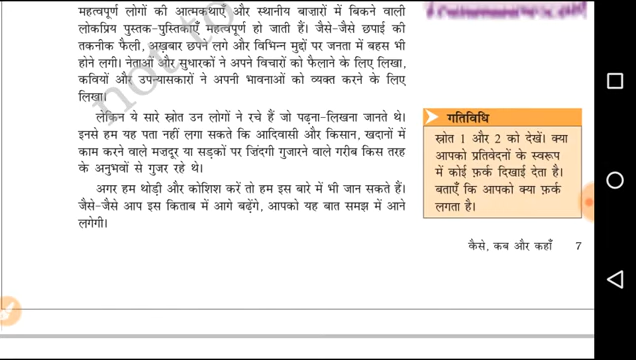 महत्वपूर्ण लोगों की आत्मकथाएँ और स्थानीय बाज़ारों में बिकने वाली
लोकप्रिय पुस्तक-पुस्तिकाएँ महत्वपूर्ण हो जाती हैं। जैसे-जैसे छपाई की
तकनीक फैली, अख़बार छपने लगे और विभिन्न मुद्दों पर जनता में बहस भी
होने लगी। नेताओं और सुधारकों ने अपने विचारों को फैलाने के लिए लिखा,
कवियों और उपन्यासकारों ने अपनी भावनाओं को व्यक्त करने के लिए
लिखा।
लेकिन ये सारे स्रोत उन लोगों ने रचे हैं जो पढ़ना-लिखना जानते थे।
इनसे हम यह पता नहीं लगा सकते कि आदिवासी और किसान, खदानों में
काम करने वाले मज़दूर या सड़कों पर ज़िंदगी गुजारने वाले गरीब किस तरह
के अनुभवों से गुजर रहे थे।
अगर हम थोड़ी और कोशिश करें तो हम इस बारे में भी जान सकते हैं।
जैसे-जैसे आप इस किताब में आगे बढ़ेंगे, आपको यह बात समझ में आने
लगेगी।
not to
गतिविधि
स्रोत 1 और 2 को देखें। क्या
आपको प्रतिवेदनों के स्वरूप
में कोई फ़र्क दिखाई देता है।
बताएँ कि आपको क्या फ़र्क
लगता है।
कैसे, कब और कहाँ 7